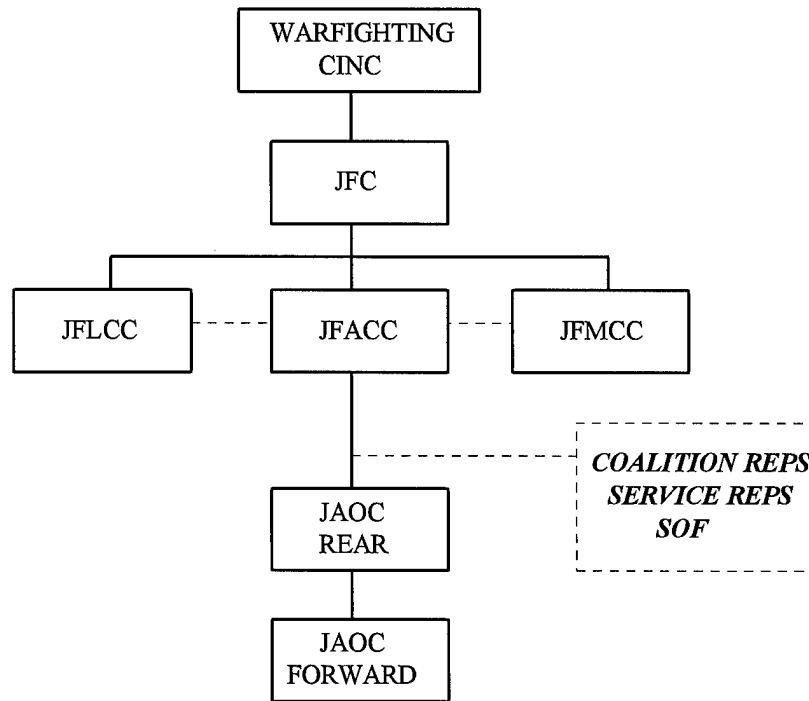 WARFIGHTING
CINC
JFC
JFLCC
JFACC
JFMCC
COALITION REPS
SERVICE REPS
SOF
JAOC
REAR
JAOC
FORWARD